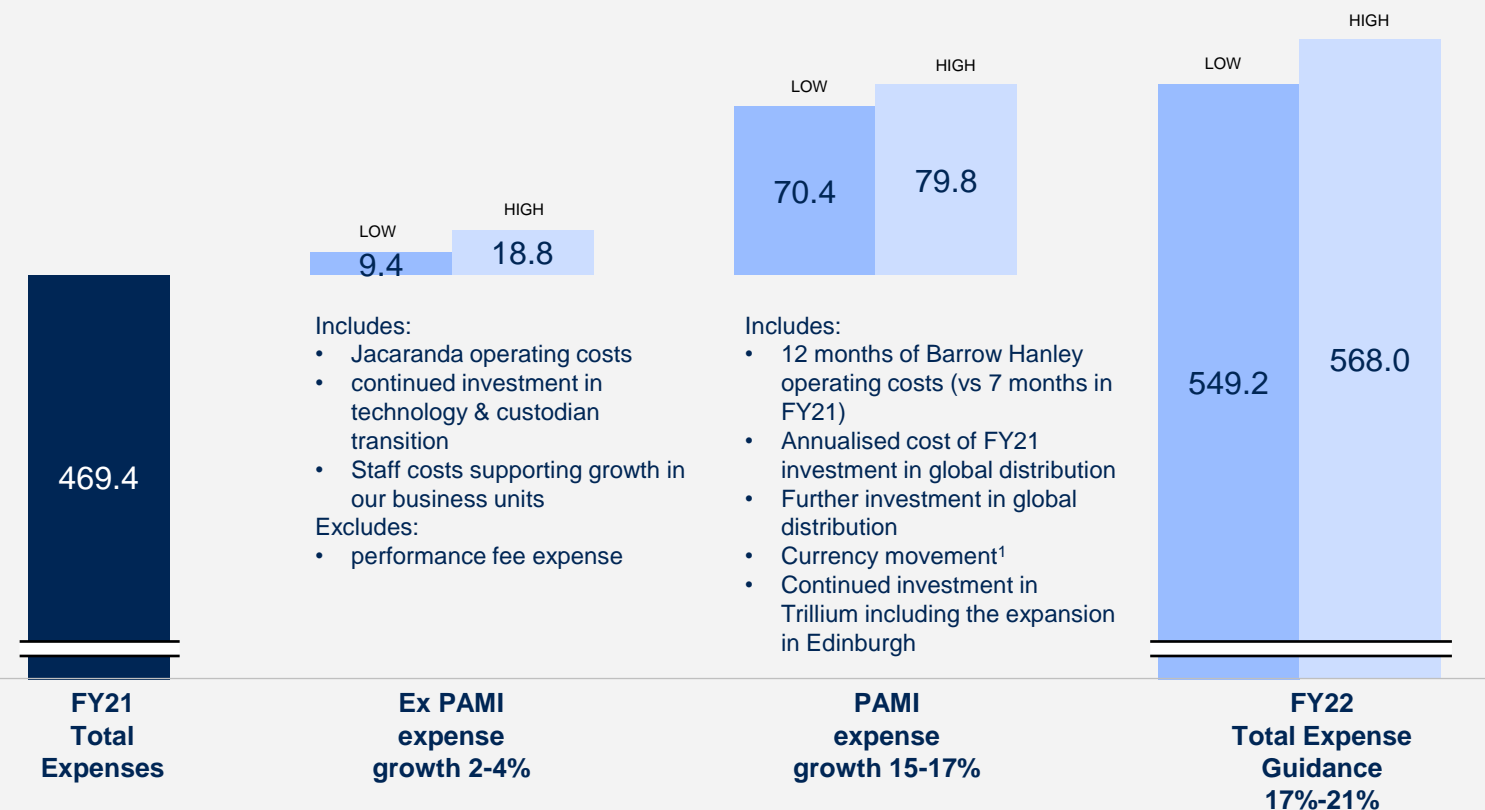 HIGH
LOW
HIGH
LOW
70.4
79.8
HIGH
LOW
9.4
18.8
469.4
Includes:
• Jacaranda operating costs
• continued investment in
technology & custodian
transition
• Staff costs supporting growth in
our business units
Excludes:
• performance fee expense
Includes:
• 12 months of Barrow Hanley
operating costs (vs 7 months in
FY21)
• Annualised cost of FY21
investment in global distribution
• Further investment in global
distribution
• Currency movement¹
• Continued investment in
Trillium including the expansion
in Edinburgh
549.2
568.0
FY21
Total
Expenses
Ex PAMI
expense
growth 2-4%
PAMI
expense
growth 15-17%
FY22
Total Expense
Guidance
17%-21%